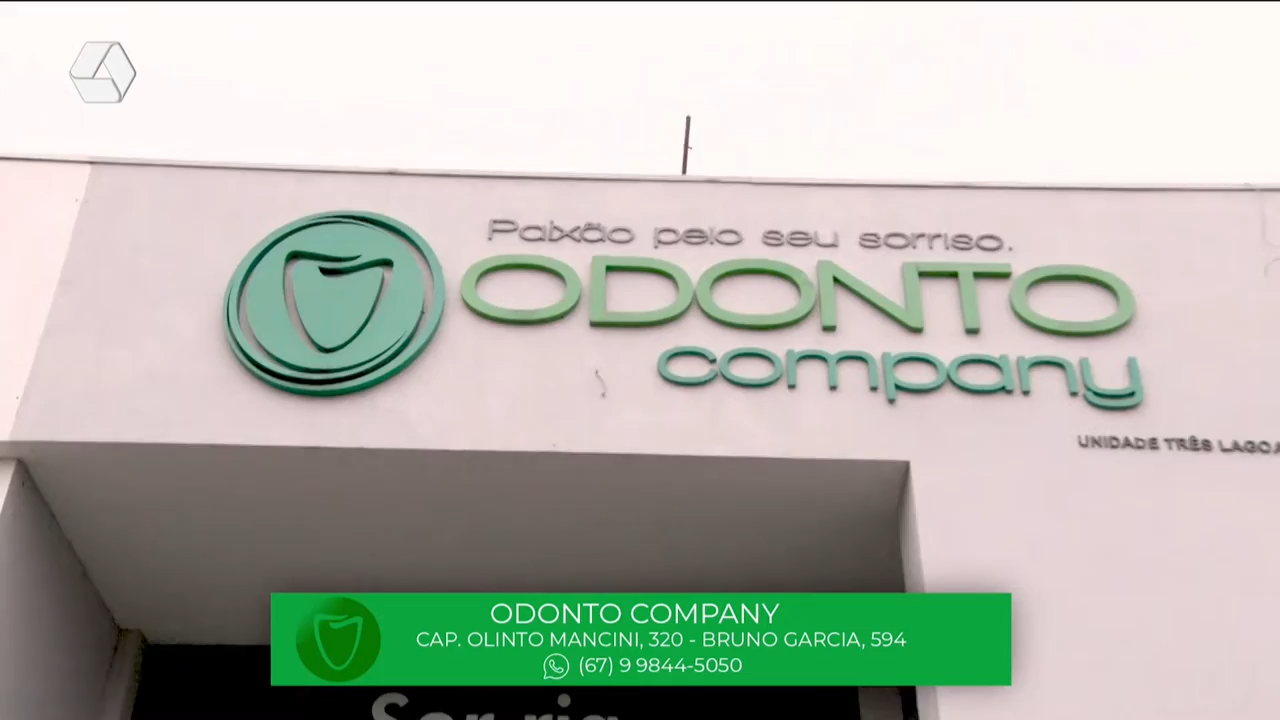 Paixão pelo seu sorriso.
ODONTO
company
UNIDADE TRÊS
ODONTO COMPANY
CAP. OLINTO MANCINI, 320 - BRUNO GARCIA, 594
(67) 9 9844-5050